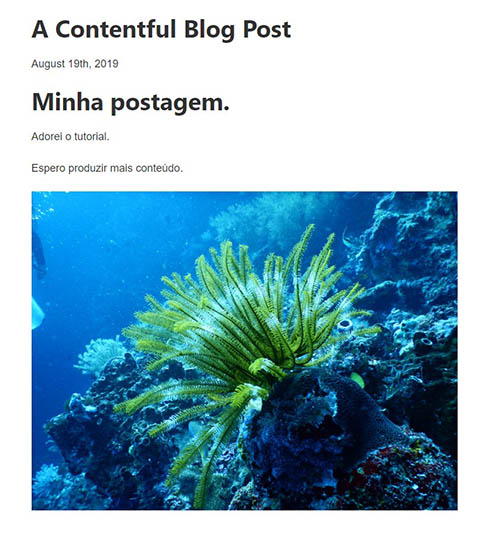 A Contentful Blog Post
August 19th, 2019
Minha postagem.
Adorei o tutorial.
Espero produzir mais conteúdo.